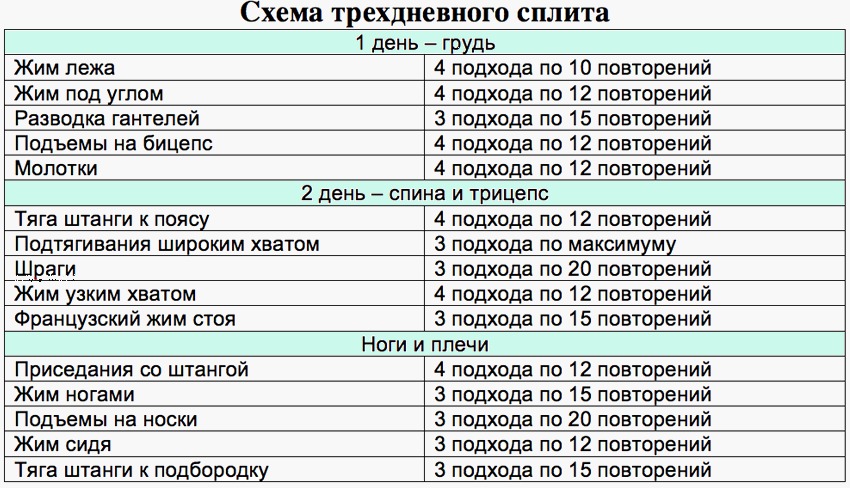 Схема трехдневного сплита
1 день – грудь
Жим лежа 4 подхода по 10 повторений
Жим под углом 4 подхода по 12 повторений
Разводка гантелей 3 подхода по 15 повторений
Подъемы на бицепс 4 подхода по 12 повторений
Молотки 4 подхода по 12 повторений
2 день – спина и трицепс
Тяга штанги к поясу 4 подхода по 12 повторений
Подтягивания широким хватом 3 подхода по максимуму
Шраги 3 подхода по 20 повторений
Жим узким хватом 4 подхода по 12 повторений
Французский жим стоя 3 подхода по 15 повторений
Ноги и плечи
Приседания со штангой 4 подхода по 12 повторений
Жим ногами 3 подхода по 15 повторений
Подъемы на носки 3 подхода по 20 повторений
Жим сидя 3 подхода по 12 повторений
Тяга штанги к подбородку 3 подхода по 15 повторений